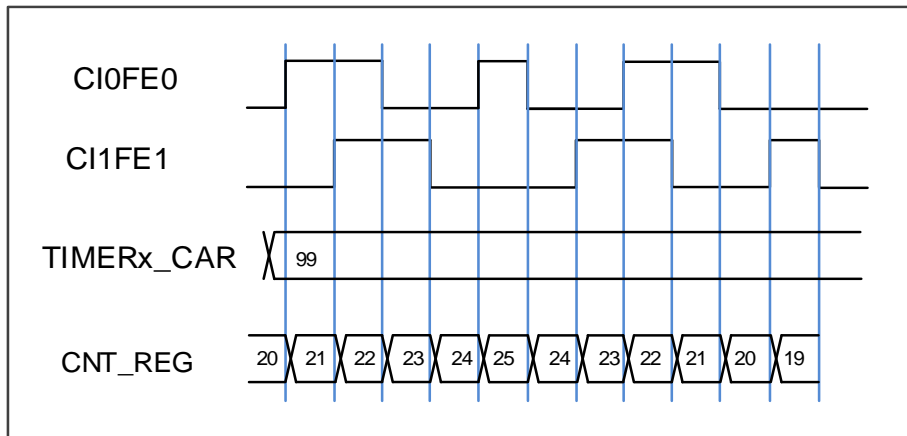 CI0FE0
CI1FE1
TIMERx_CAR 99
CNT_REG 20 21 22 23 24 25 24 23 22 21 20 19